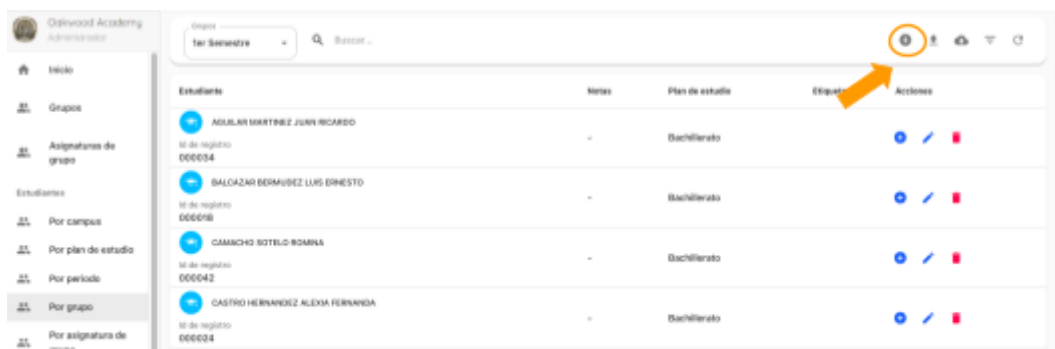 Oakwood Academy
Administrador
Inicio
Grupos
Asignaturas de
grupo
Estudiantes
Por campus
Por plan de estudio
Por periodo
Por grupo
Por asignatura de
Grupos
1er Semestre
Buscar...
Estudiante Notas Plan de estudio Acciones
AGUILAR MARTINEZ JUAN RICARDO
Id de registro
000034
- Bachillerato
BALCAZAR BERMUDEZ LUIS ERNESTO
Id de registro
000018
- Bachillerato
CAMACHO SOTELO ROMINA
Id de registro
000042
- Bachillerato
CASTRO HERNANDEZ ALEXIA FERNANDA
Id de registro
000024
- Bachillerato